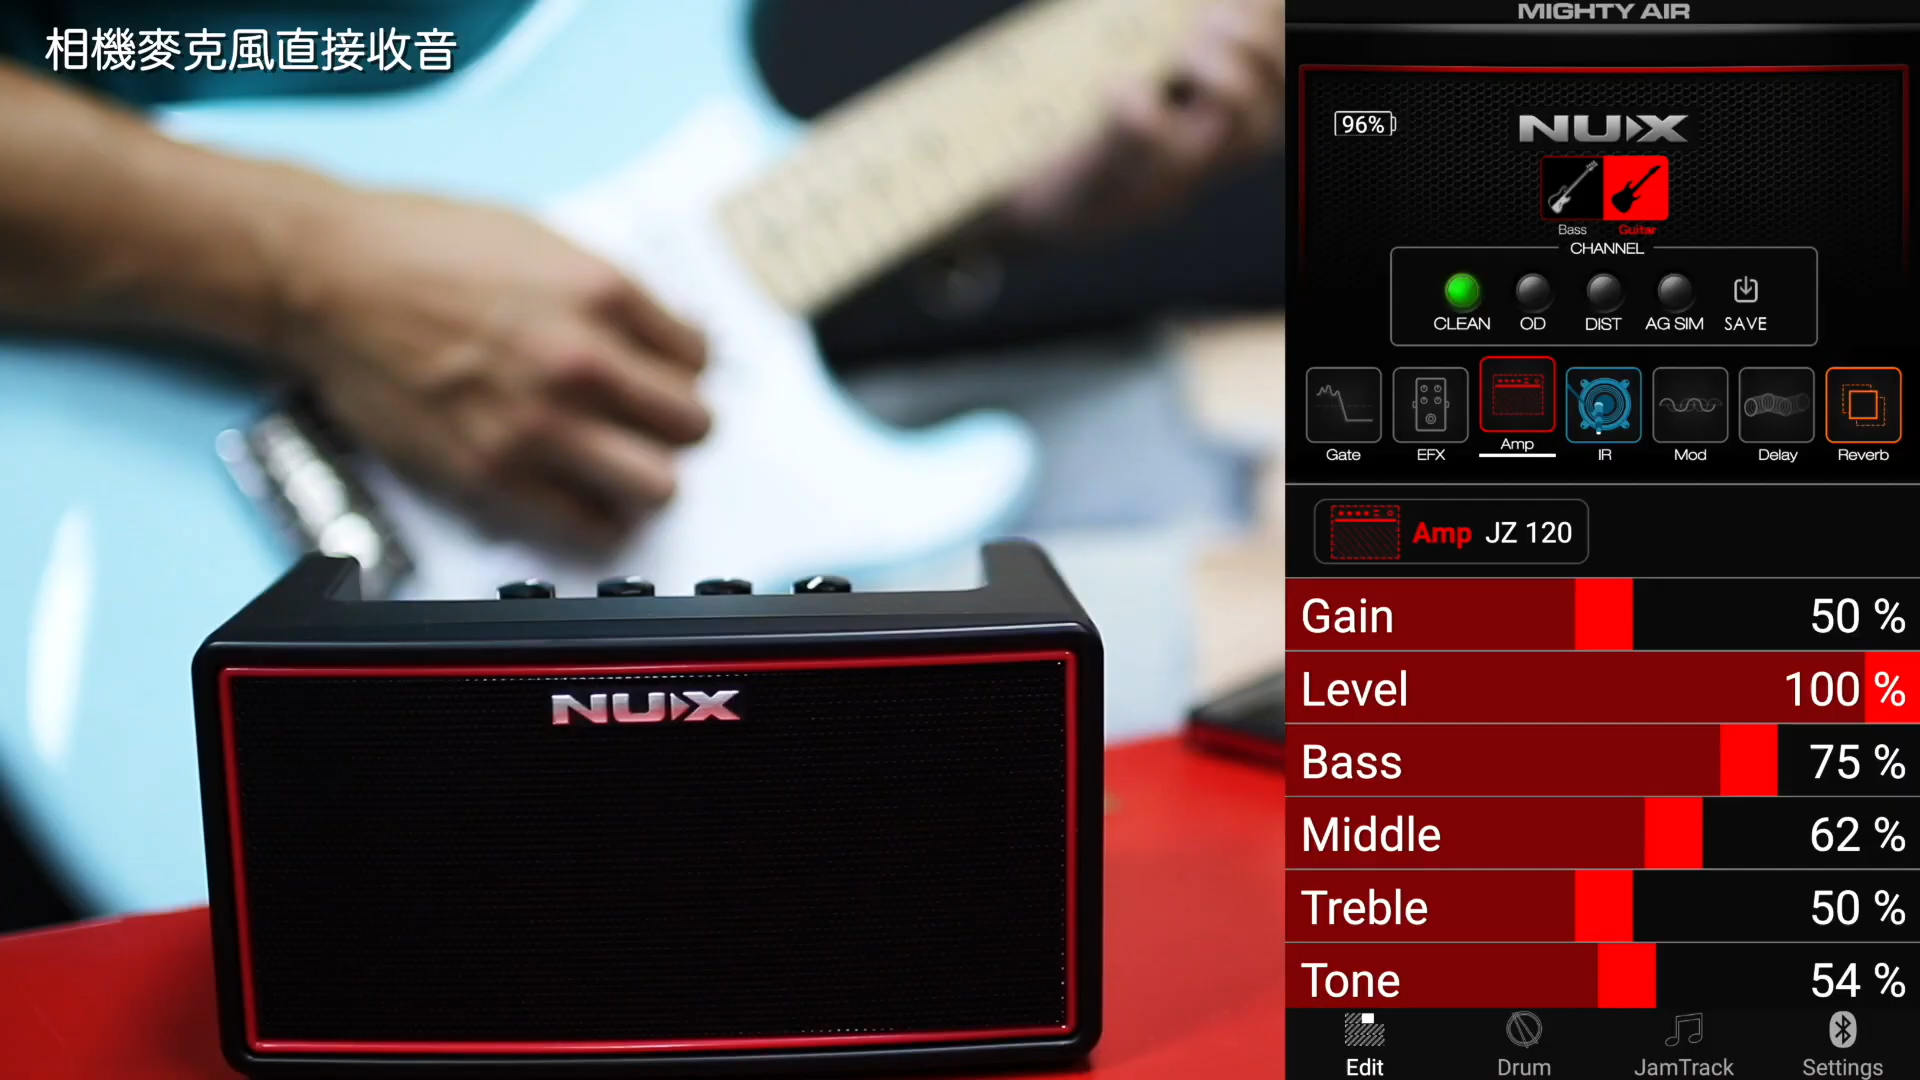 相機麥克風直接收音
NUX
MIGHTY AIR
96%
NUX
Bass
Guitar
CHANNEL
CLEAN
OD
DIST
AG SIM
SAVE
Gate
EFX
Amp
IR
Mod
Delay
Reverb
Amp JZ 120
Gain 50 %
Level 100 %
Bass 75 %
Middle 62 %
Treble 50 %
Tone 54 %
Edit
Drum
JamTrack
Settings